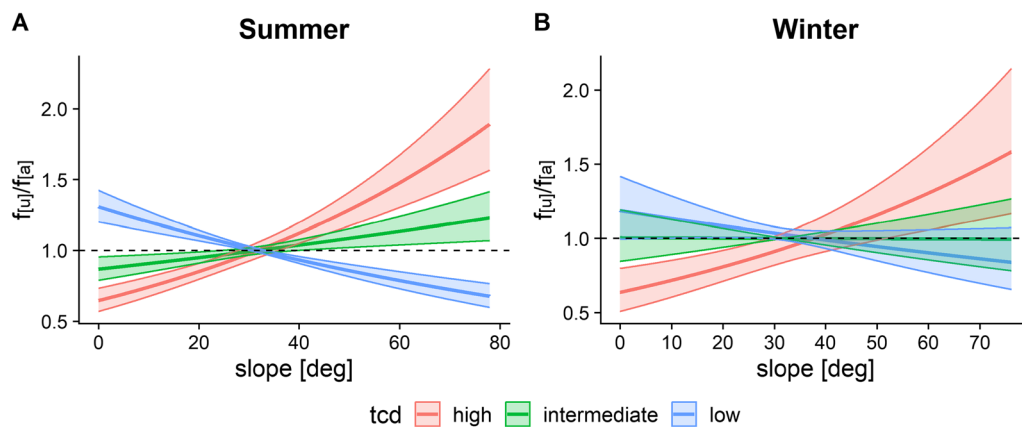 A Summer
f[u]/f[a]
2.0
1.5
1.0
0.5
0 20 40 60 80
slope [deg]
B Winter
f[u]/f[a]
2.0
1.5
1.0
0.5
0 10 20 30 40 50 60 70
slope [deg]
tcd high intermediate low